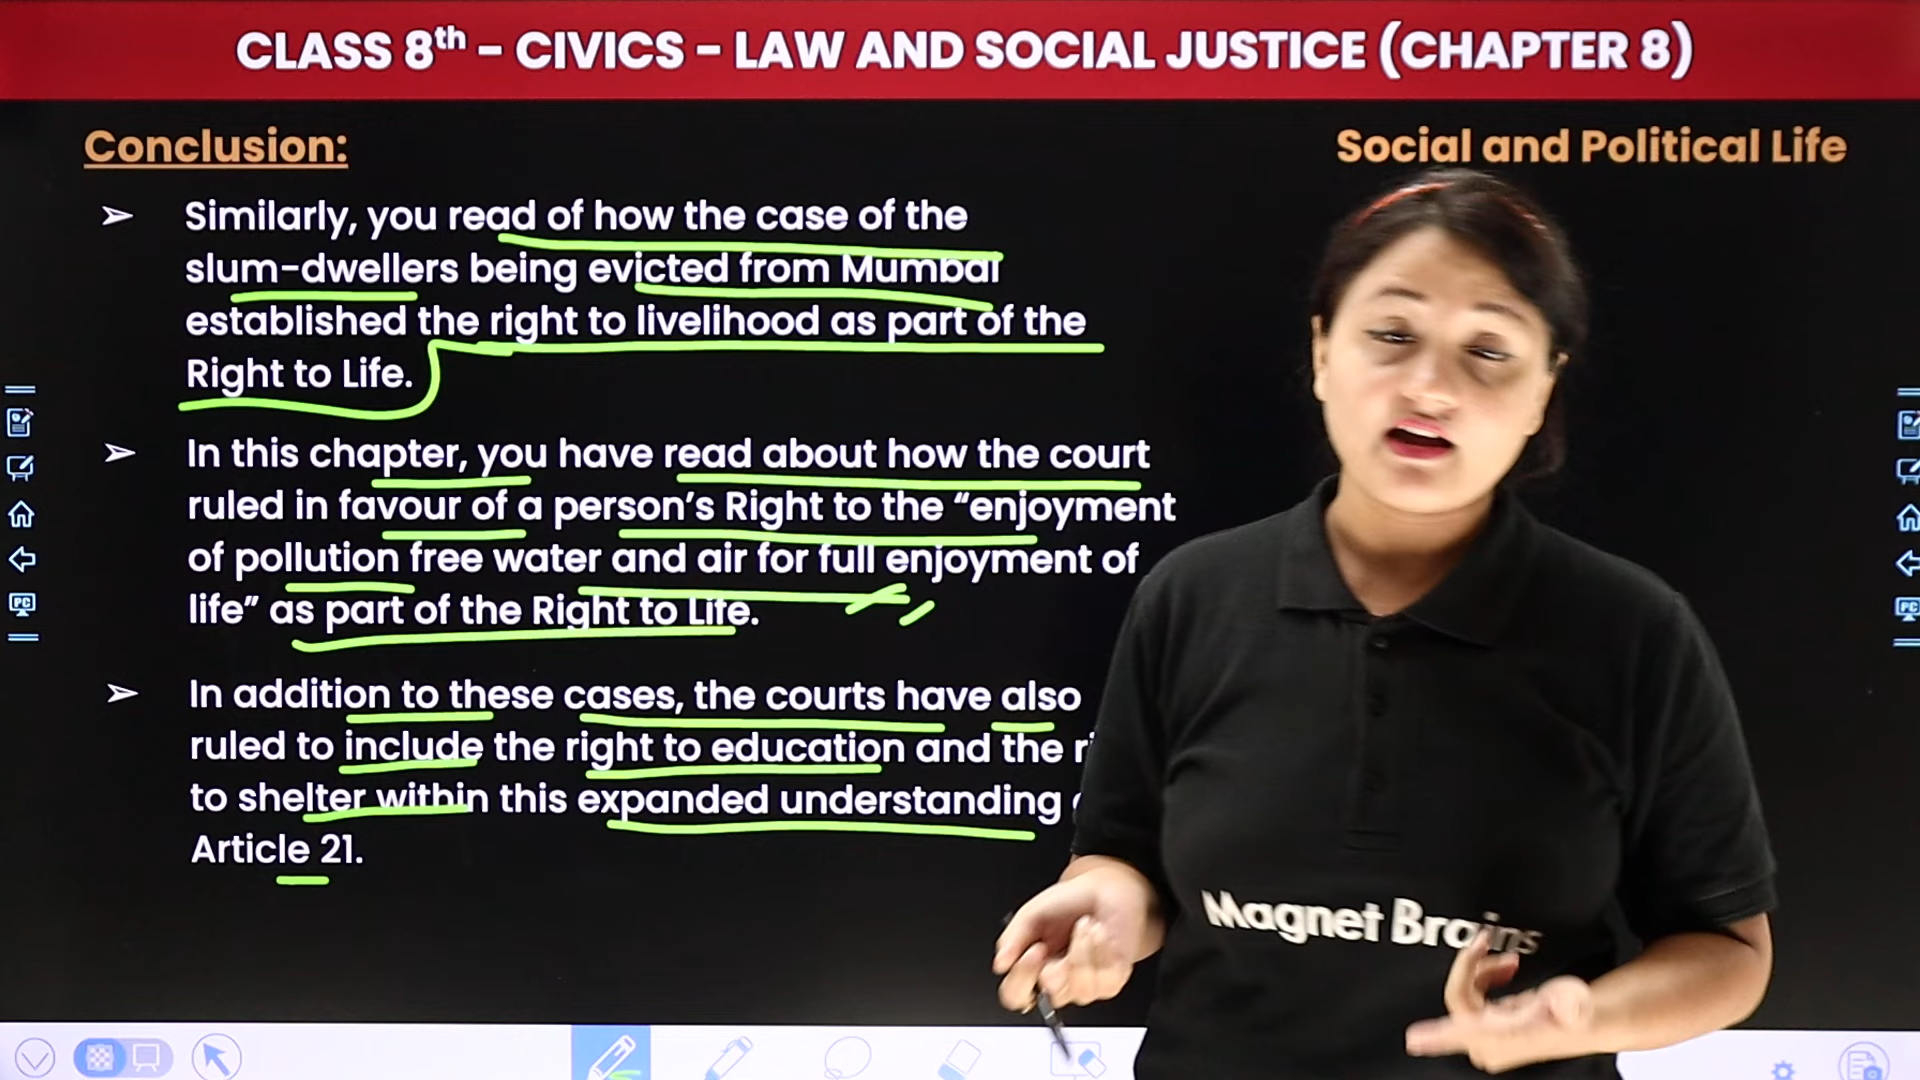 CLASS 8th - CIVICS - LAW AND SOCIAL JUSTICE (CHAPTER 8)
Conclusion:
Social and Political Life
➢ Similarly, you read of how the case of the
slum-dwellers being evicted from Mumbai
established the right to livelihood as part of the
Right to Life.
➢ In this chapter, you have read about how the court
ruled in favour of a person's Right to the “enjoyment
of pollution free water and air for full enjoyment of
life” as part of the Right to Life.
➢ In addition to these cases, the courts have also
ruled to include the right to education and the
to shelter within this expanded understanding
Article 21.
Magnet Brains
PC
PC